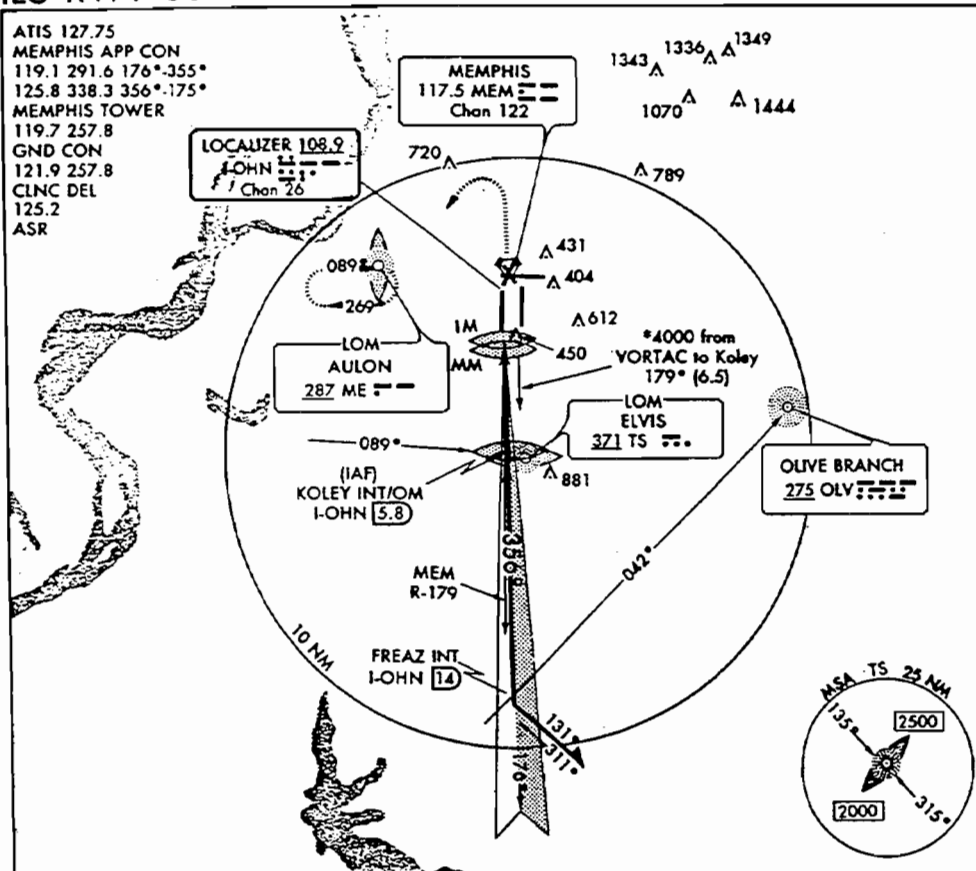 ATIS 127.75
MEMPHIS APP CON
119.1 291.6 176°-355°
125.8 338.3 356°-175°
MEMPHIS TOWER
119.7 257.8
GND CON
121.9 257.8
CLNC DEL
125.2
ASR
MEMPHIS
117.5 MEM
Chan 122
1343
1336
1349
1070
1444
LOCALIZER 108.9
I-OHN
Chan 26
720
789
431
404
089°
269°
612
IM
MM
450
*4000 from
VORTAC to Koley
179° (6.5)
LOM
AULON
287 ME
LOM
ELVIS
371 TS
089°
881
(IAF)
KOLEY INT/OM
I-OHN 5.8
OLIVE BRANCH
275 OLV
356°
042°
MEM
R-179
10 NM
FREAZ INT
I-OHN 14
131°
311°
176°
MSA TS 25 NM
135°
2500
2000
315°